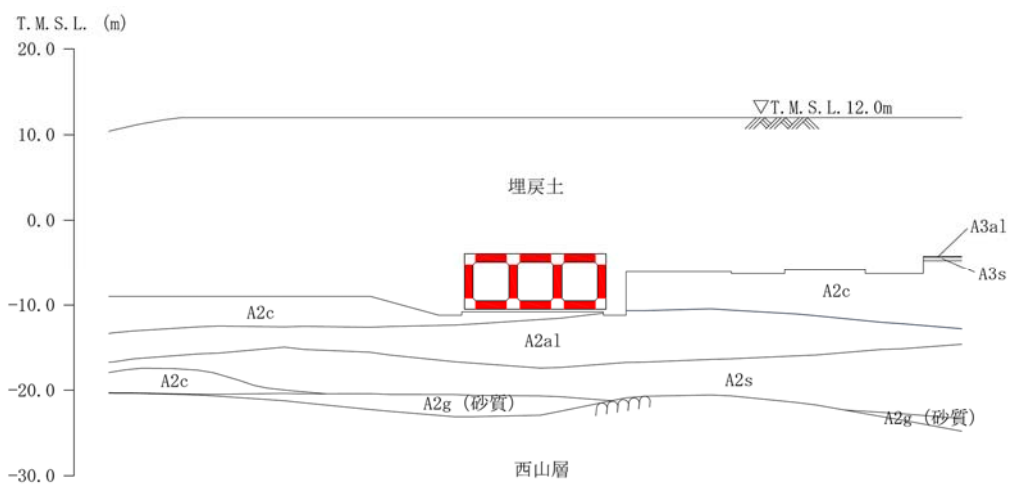 T.M.S.L. (m)
20.0
▽T.M.S.L.12.0m
10.0
埋戻土
0.0
A3al
A3s
A2c
-10.0
A2c
A2al
A2c
A2s
-20.0
A2g (砂質)
A2g (砂質)
西山層
-30.0